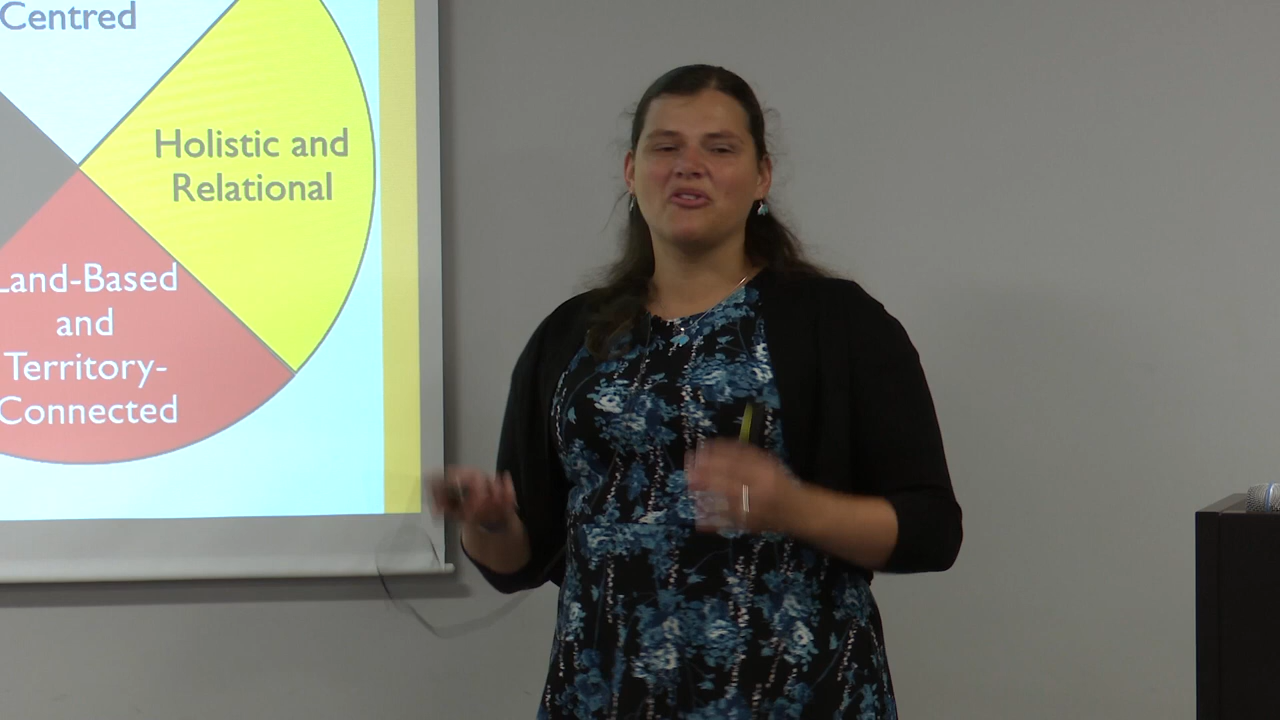 Centred
Holistic and
Relational
Land-Based
and
Territory-
Connected